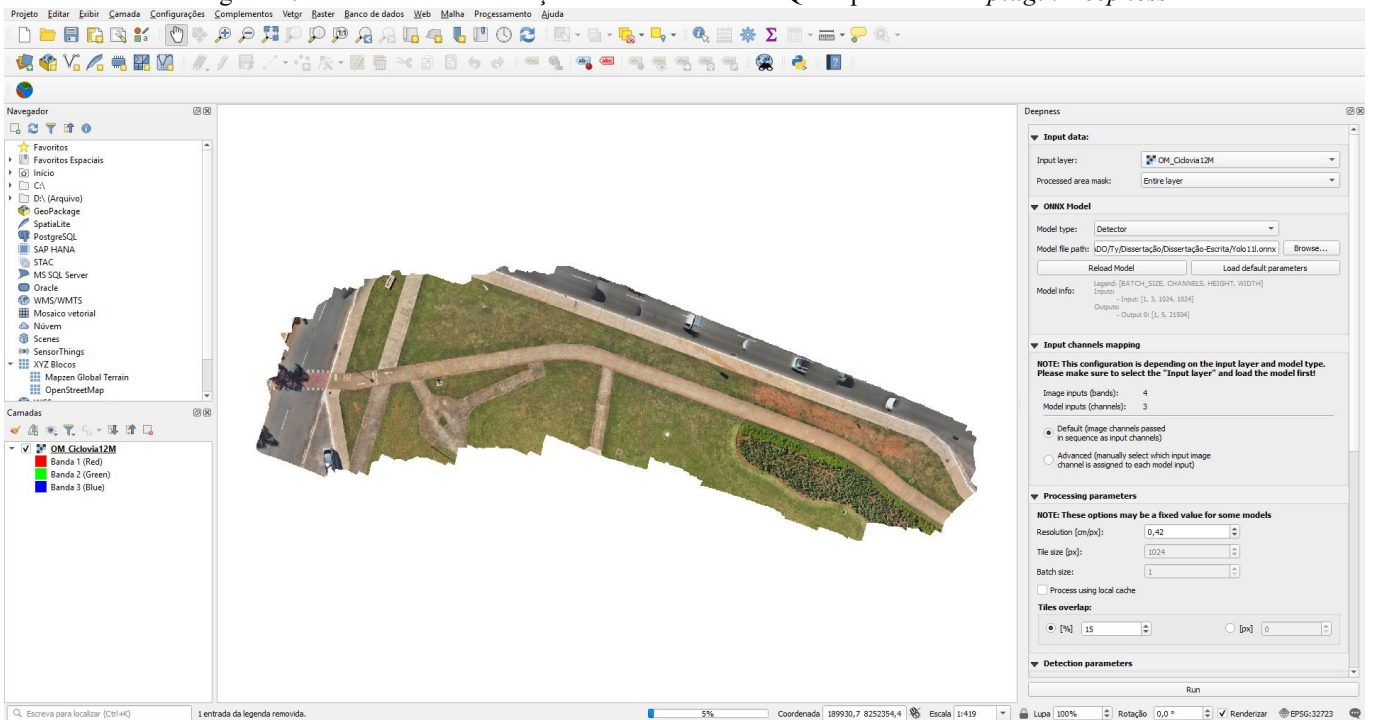 Projeto Editar Exibir Camada Configurações Complementos Vetor Raster Banco de dados Web Malha Processamento Ajuda
Navegador
Favoritos
Favoritos Espaciais
Início
C:\
D:\ (Arquivo)
GeoPackage
SpatiaLite
PostgreSQL
SAP HANA
STAC
MS SQL Server
Oracle
WMS/WMTS
Mosaico vetorial
Núvem
Scenes
SensorThings
XYZ Blocos
Mapzen Global Terrain
OpenStreetMap
Camadas
OM_Ciclovia12M
Banda 1 (Red)
Banda 2 (Green)
Banda 3 (Blue)
Deepness
Input data:
Input layer: OM_Ciclovia12M
Processed area mask: Entire layer
ONNX Model
Model type: Detector
Model file path: ADO/Ty/Dissertação/Dissertação-Escrita/Yolo11l.onnx Browse...
Reload Model Load default parameters
Model info: Legend: [BATCH_SIZE, CHANNELS, HEIGHT, WIDTH]
Inputs:
- Input: [1, 3, 1024, 1024]
Outputs:
- Output 0: [1, 5, 21504]
Input channels mapping
NOTE: This configuration is depending on the input layer and model type.
Please make sure to select the "Input layer" and load the model first!
Image inputs (bands): 4
Model inputs (channels): 3
Default (image channels passed
in sequence as input channels)
Advanced (manually select which input image
channel is assigned to each model input)
Processing parameters
NOTE: These options may be a fixed value for some models
Resolution [cm/px]: 0,42
Tile size [px]: 1024
Batch size: 1
Process using local cache
Tiles overlap:
[%] 15 [px] 0
Detection parameters
Run
Escreva para localizar (Ctrl+K) 1 entrada da legenda removida. 5% Coordenada 189930,7 8252354,4 Escala 1:419 Lupa 100% Rotação 0,0 ° Renderizar EPSG:32723